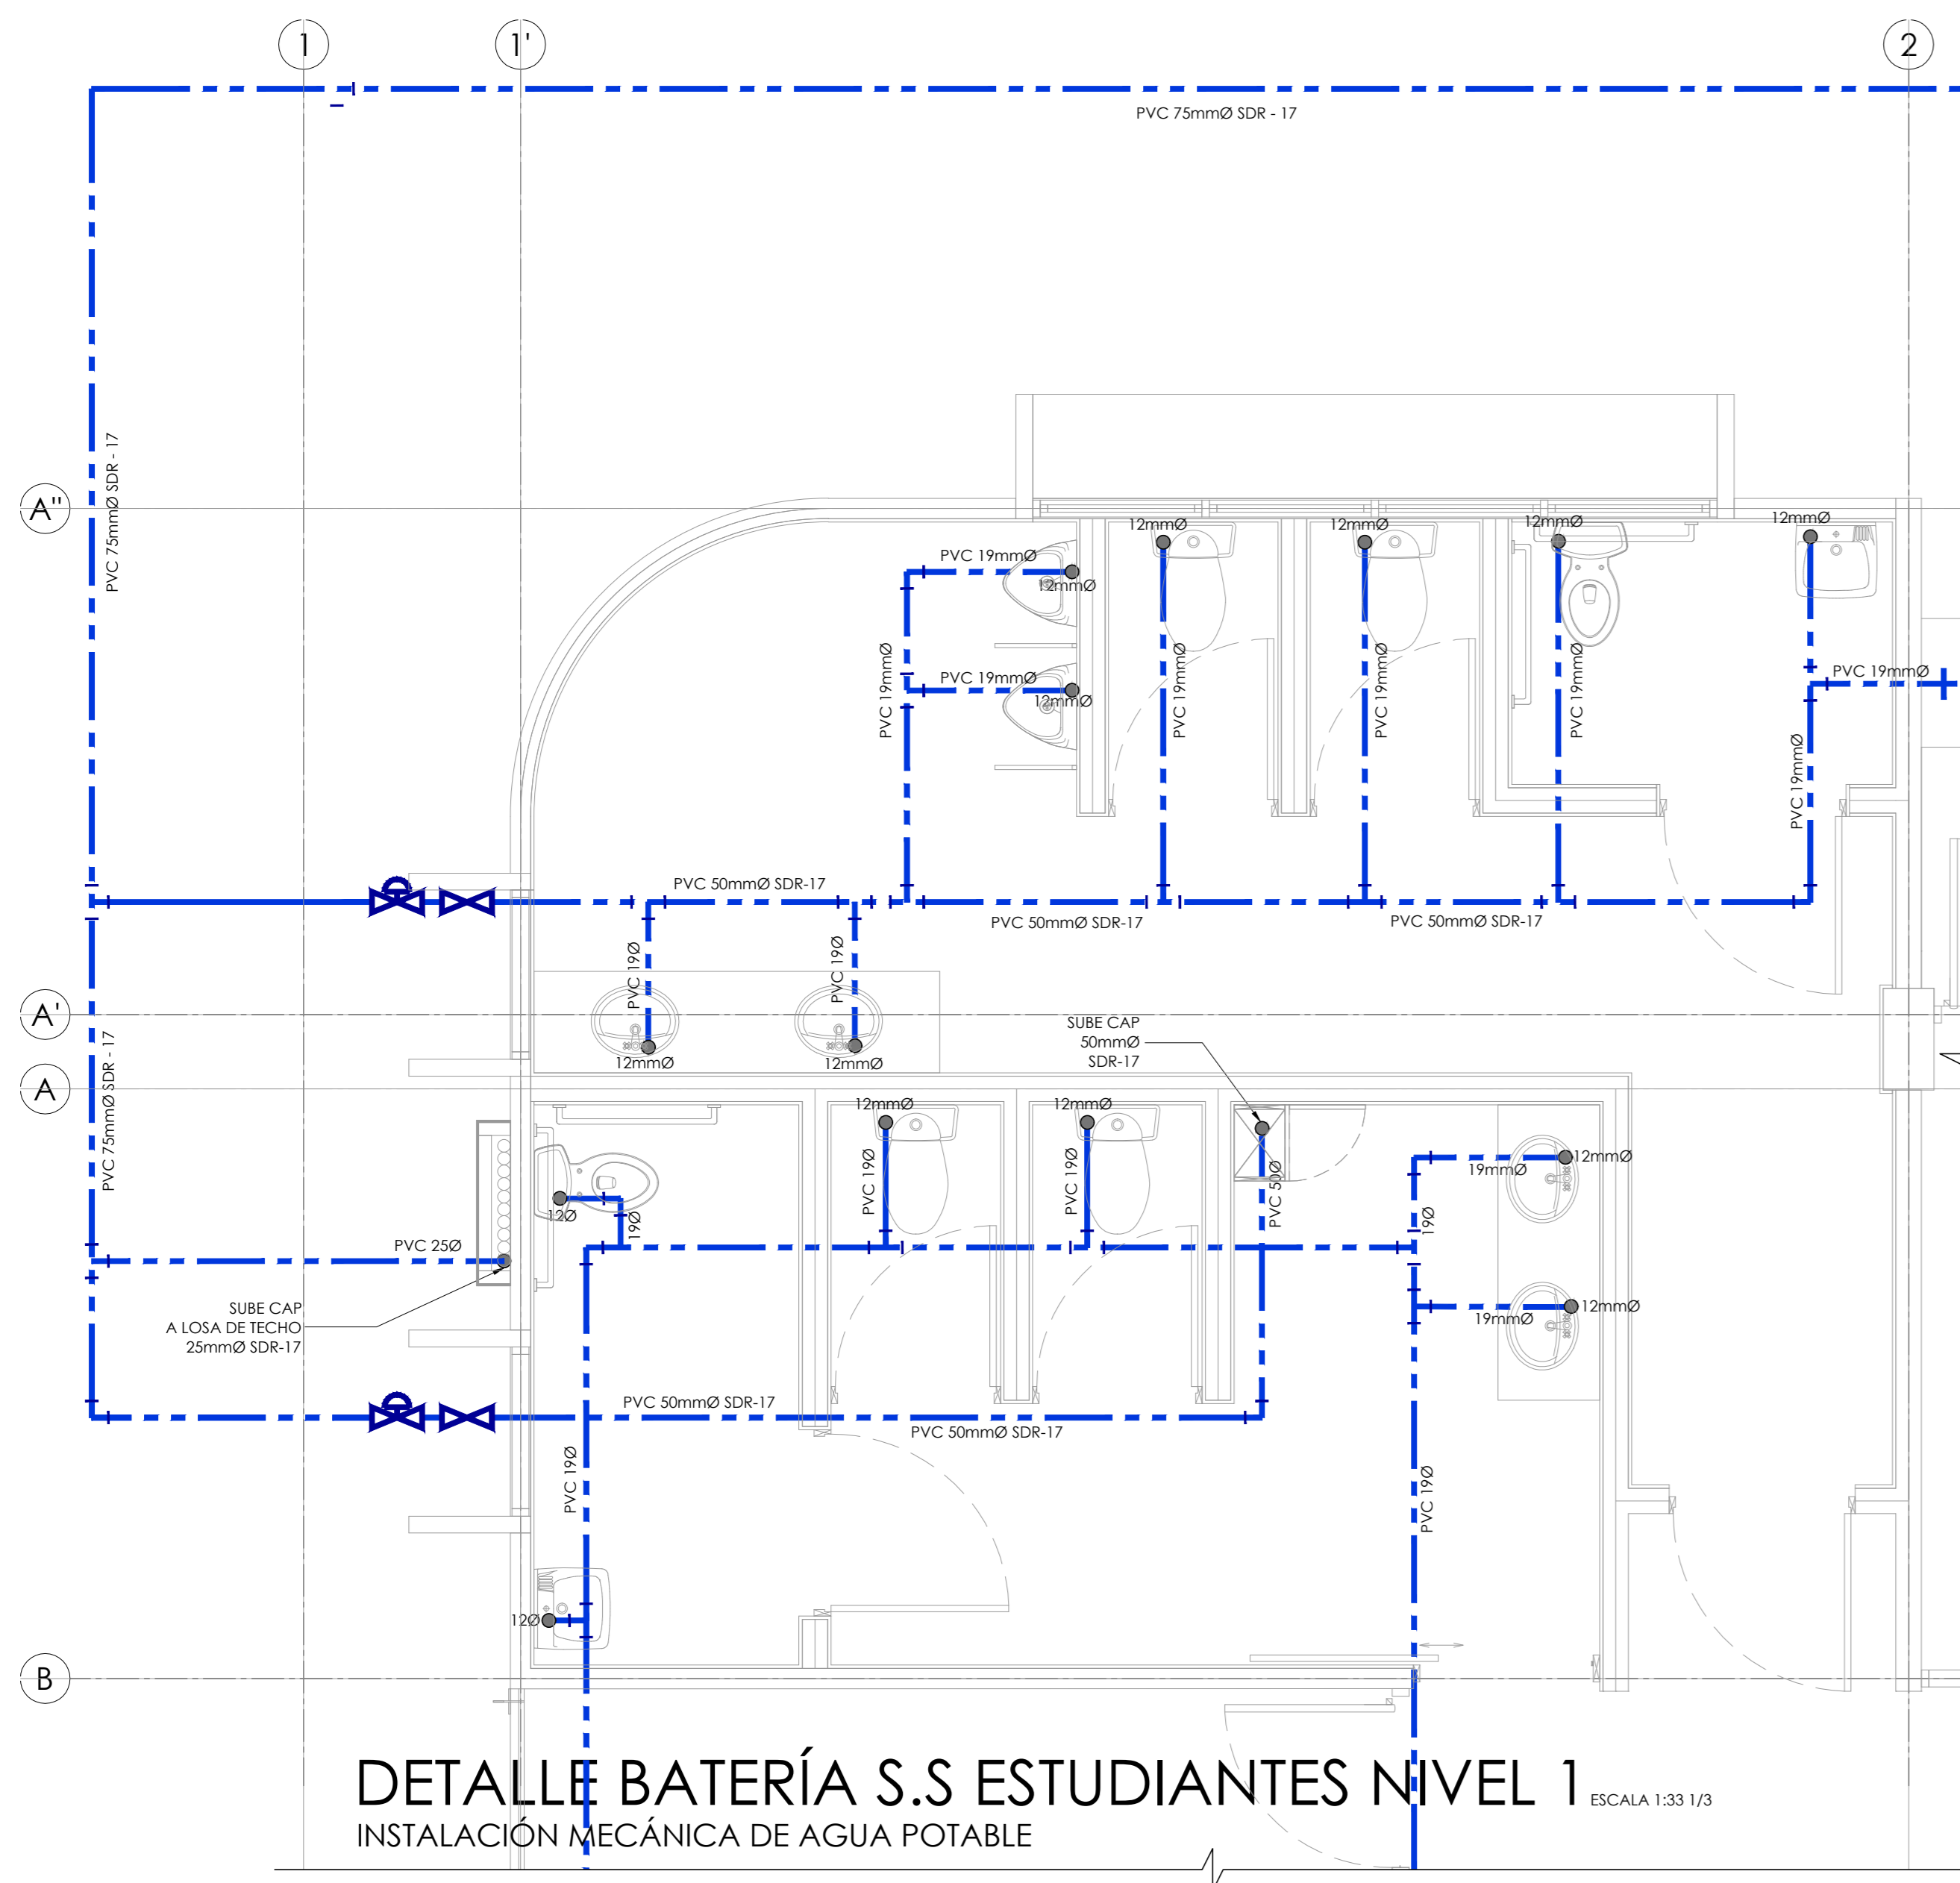 1
1'
2
PVC 75mmØ SDR - 17
PVC 75mmØ SDR - 17
A''
12mmØ
12mmØ
12mmØ
12mmØ
PVC 19mmØ
12mmØ
PVC 19mmØ
PVC 19mmØ
12mmØ
PVC 19mmØ
PVC 19mmØ
PVC 19mmØ
PVC 19mmØ
PVC 19mmØ
PVC 50mmØ SDR-17
PVC 50mmØ SDR-17
PVC 50mmØ SDR-17
PVC 19Ø
PVC 19Ø
A'
12mmØ
12mmØ
SUBE CAP
50mmØ
SDR-17
A
PVC 75mmØ SDR - 17
12mmØ
12mmØ
PVC 19Ø
PVC 19Ø
PVC 50Ø
12mmØ
19mmØ
12Ø
19Ø
19Ø
PVC 25Ø
SUBE CAP
A LOSA DE TECHO
25mmØ SDR-17
12mmØ
19mmØ
PVC 50mmØ SDR-17
PVC 50mmØ SDR-17
PVC 19Ø
PVC 19Ø
12Ø
B
DETALLE BATERÍA S.S ESTUDIANTES NIVEL 1 ESCALA 1:33 1/3
INSTALACIÓN MECÁNICA DE AGUA POTABLE